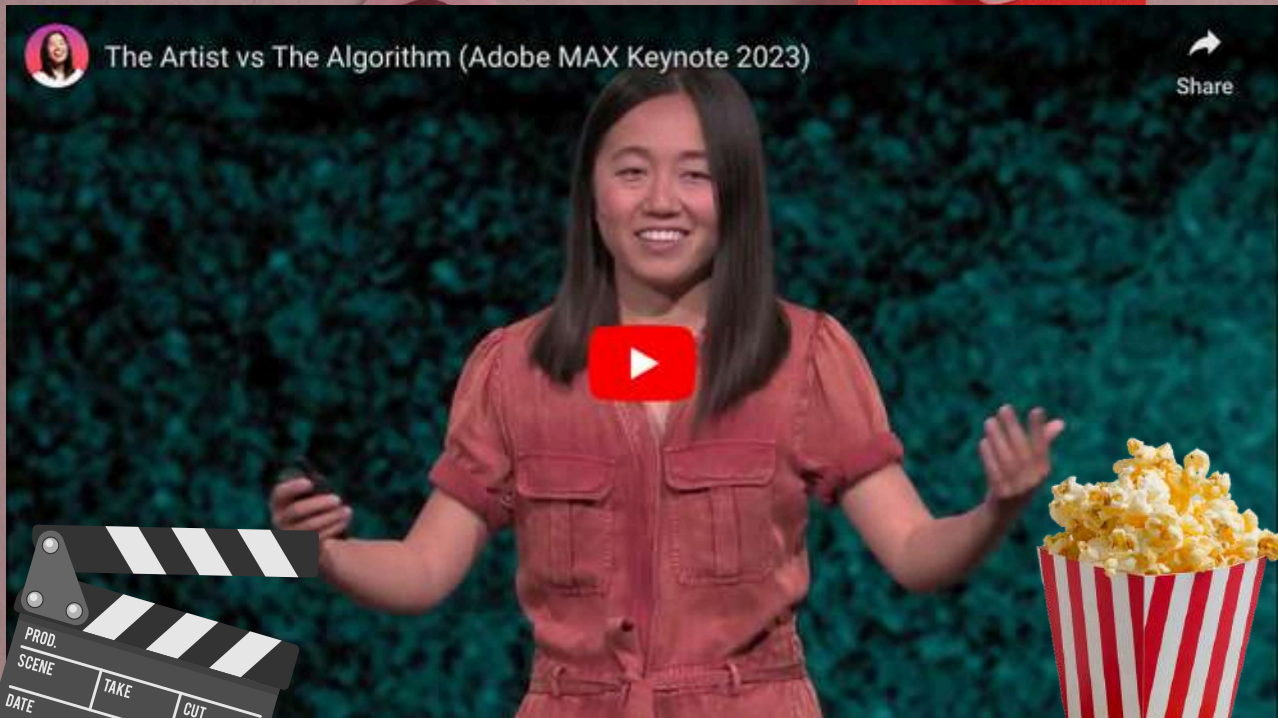 The Artist vs The Algorithm (Adobe MAX Keynote 2023)
Share
PROD.
SCENE
TAKE
CUT
DATE